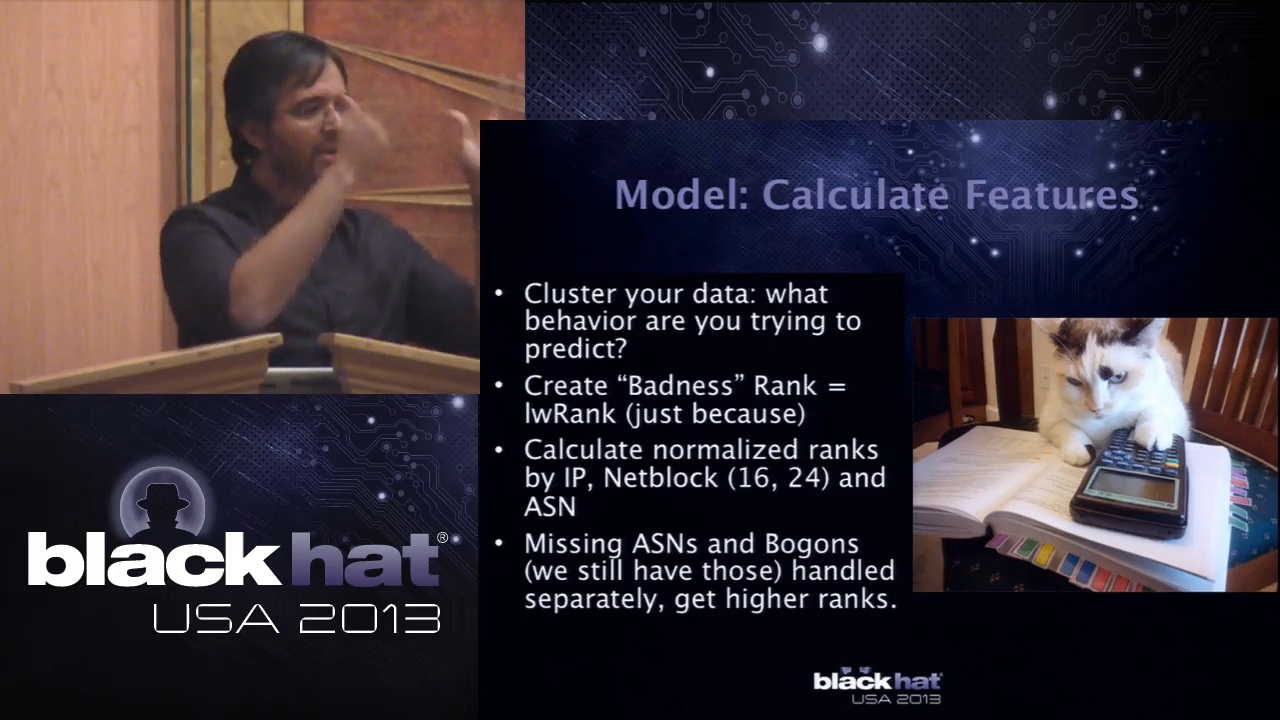 Model: Calculate Features
• Cluster your data: what
behavior are you trying to
predict?
• Create “Badness” Rank =
lwRank (just because)
• Calculate normalized ranks
by IP, Netblock (16, 24) and
ASN
• Missing ASNs and Bogons
(we still have those) handled
separately, get higher ranks.
black hat®
USA 2013
black hat
USA 2013